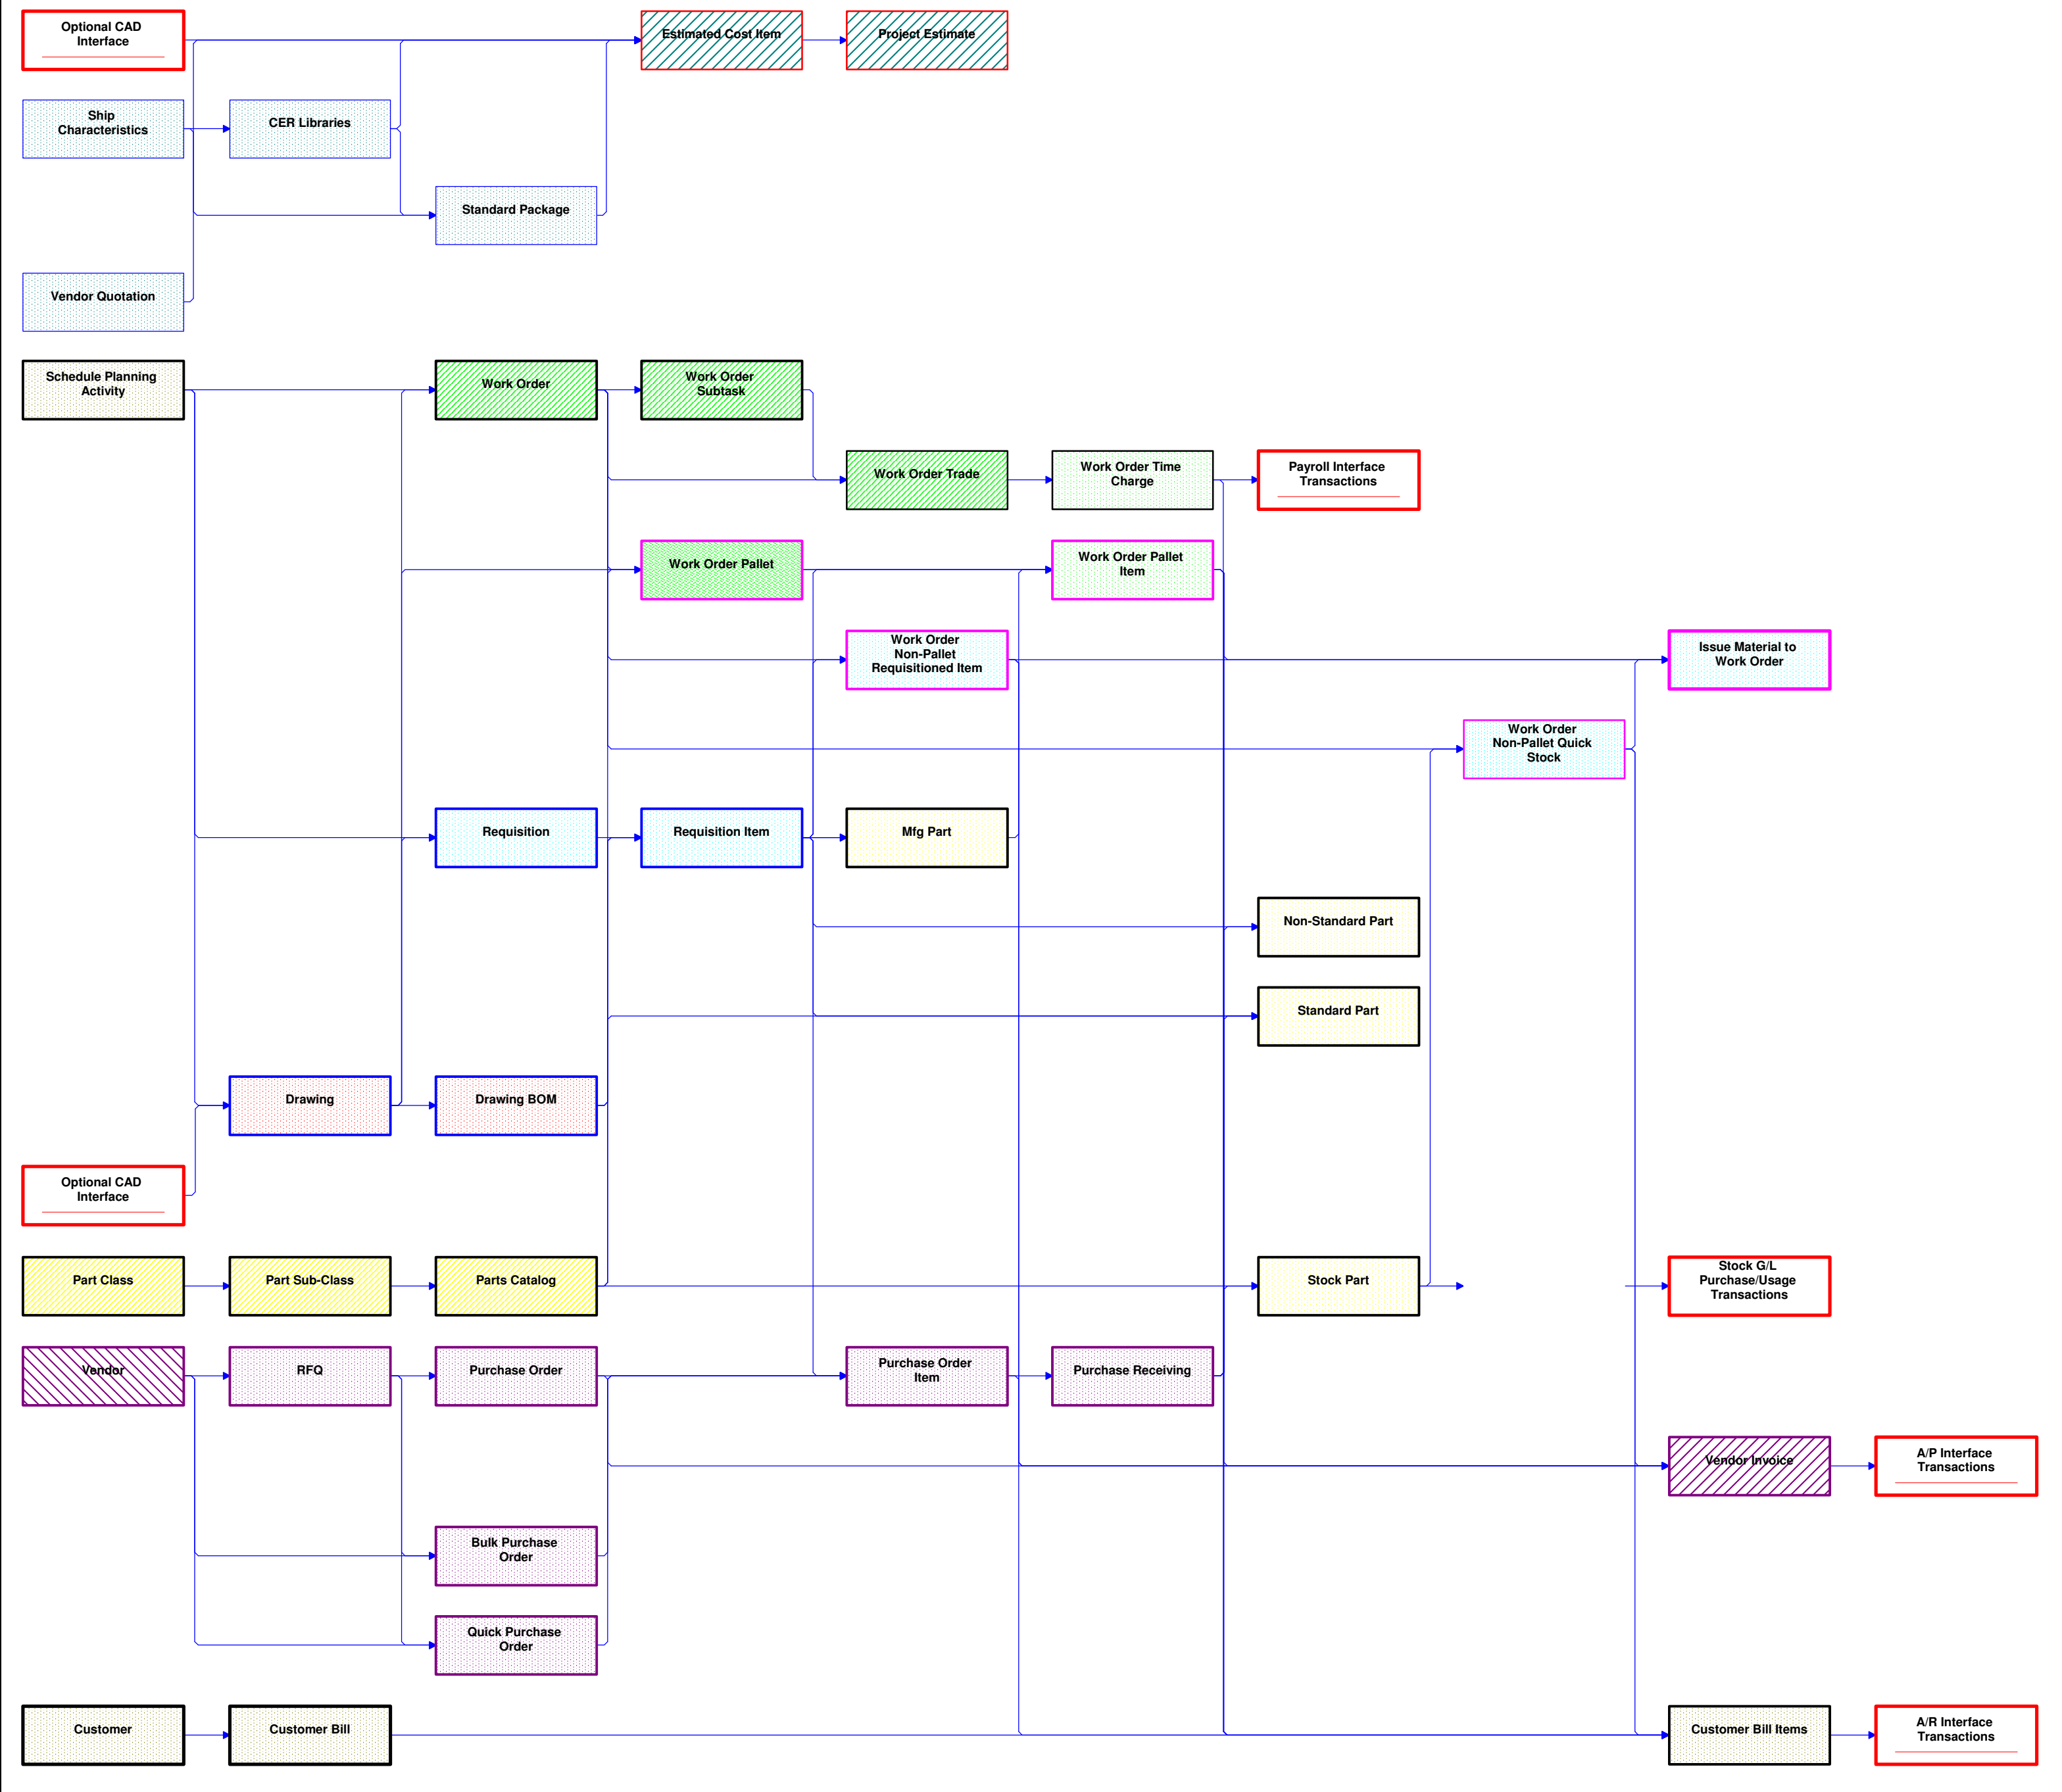 Optional CAD
Interface
Estimated Cost Item
Project Estimate
Ship
Characteristics
CER Libraries
Standard Package
Vendor Quotation
Schedule Planning
Activity
Work Order
Work Order
Subtask
Work Order Trade
Work Order Time
Charge
Payroll Interface
Transactions
Work Order Pallet
Work Order Pallet
Item
Work Order
Non-Pallet
Requisitioned Item
Issue Material to
Work Order
Work Order
Non-Pallet Quick
Stock
Requisition
Requisition Item
Mfg Part
Non-Standard Part
Standard Part
Drawing
Drawing BOM
Optional CAD
Interface
Part Class
Part Sub-Class
Parts Catalog
Stock Part
Stock G/L
Purchase/Usage
Transactions
Vendor
RFQ
Purchase Order
Purchase Order
Item
Purchase Receiving
Vendor Invoice
A/P Interface
Transactions
Bulk Purchase
Order
Quick Purchase
Order
Customer
Customer Bill
Customer Bill Items
A/R Interface
Transactions